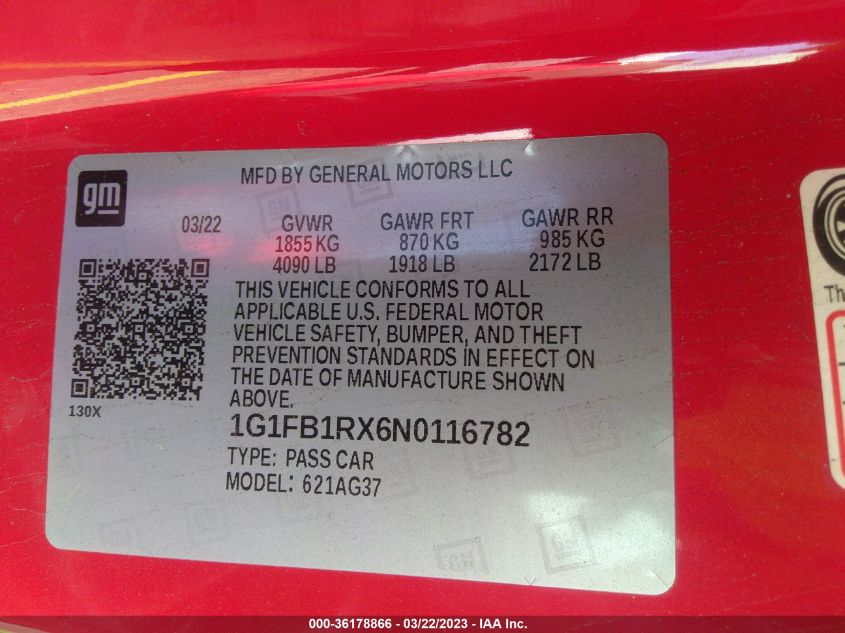 gm
MFD BY GENERAL MOTORS LLC
03/22 GVWR GAWR FRT GAWR RR
1855 KG 870 KG 985 KG
4090 LB 1918 LB 2172 LB
THIS VEHICLE CONFORMS TO ALL
APPLICABLE U.S. FEDERAL MOTOR
VEHICLE SAFETY, BUMPER, AND THEFT
PREVENTION STANDARDS IN EFFECT ON
THE DATE OF MANUFACTURE SHOWN
ABOVE.
130X
1G1FB1RX6N0116782
TYPE: PASS CAR
MODEL: 621AG37
000-36178866 - 03/22/2023 - IAA Inc.